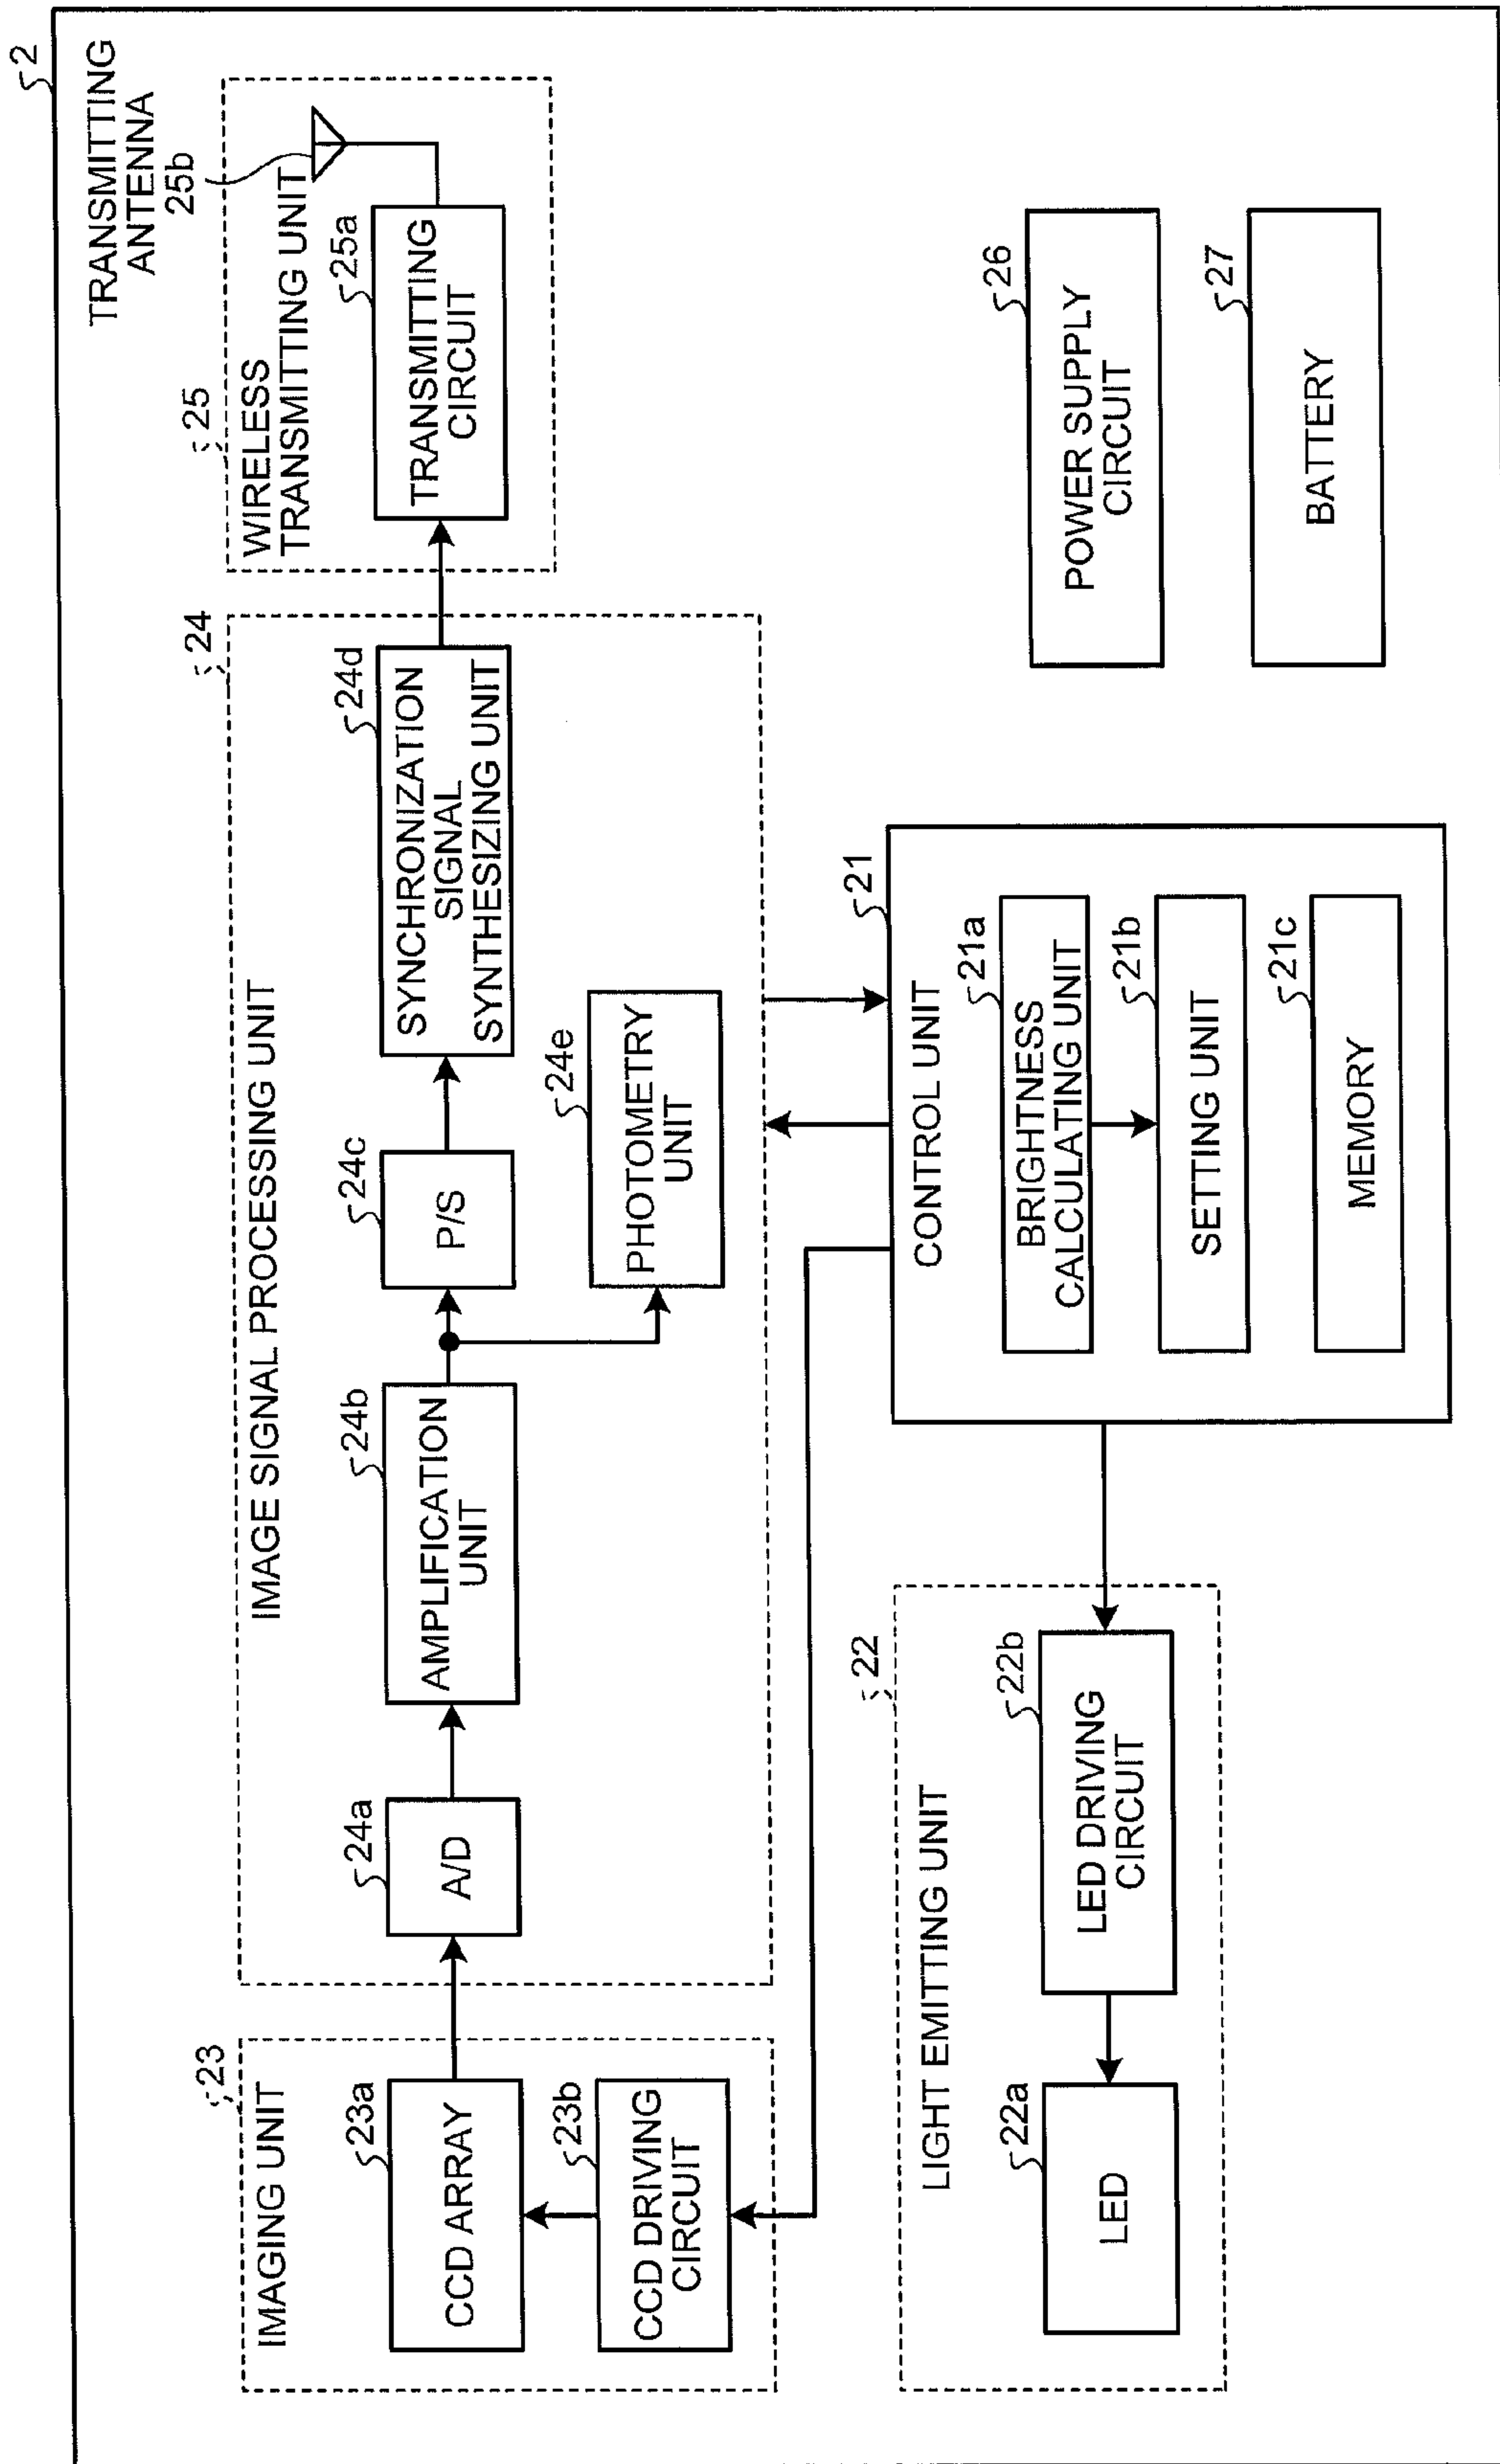 2
TRANSMITTING
ANTENNA
25b
25
WIRELESS
TRANSMITTING UNIT
25a
TRANSMITTING
CIRCUIT
24
IMAGE SIGNAL PROCESSING UNIT
24a
A/D
24b
AMPLIFICATION
UNIT
24c
P/S
24d
SYNCHRONIZATION
SIGNAL
SYNTHESIZING UNIT
24e
PHOTOMETRY
UNIT
23
IMAGING UNIT
23a
CCD ARRAY
23b
CCD DRIVING
CIRCUIT
22
LIGHT EMITTING UNIT
22a
LED
22b
LED DRIVING
CIRCUIT
21
CONTROL UNIT
21a
BRIGHTNESS
CALCULATING UNIT
21b
SETTING UNIT
21c
MEMORY
26
POWER SUPPLY
CIRCUIT
27
BATTERY